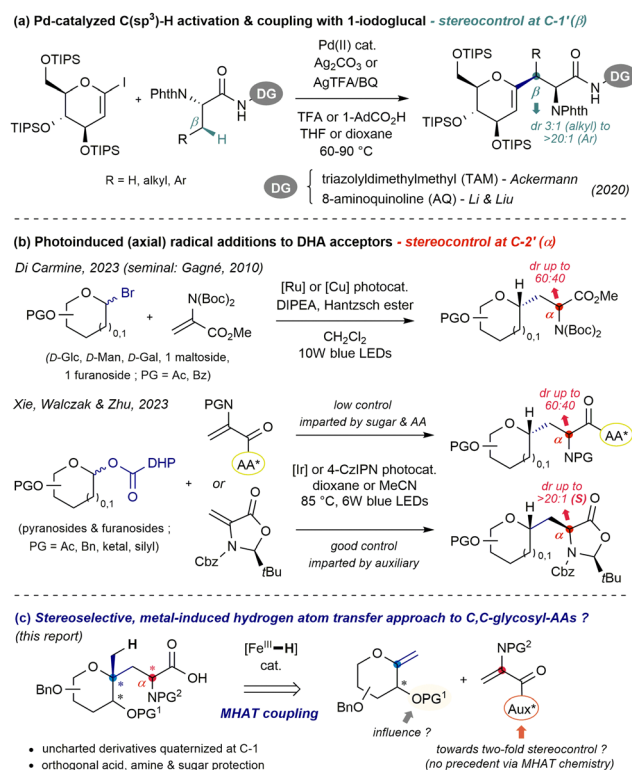 (a) Pd-catalyzed C(sp³)-H activation & coupling with 1-iodoglucal - stereocontrol at C-1'(β)
OTIPS
O
I
TIPSO
OTIPS
+
PhthN
O
N
H
DG
β
R
H
R = H, alkyl, Ar
Pd(II) cat.
Ag₂CO₃ or
AgTFA/BQ
TFA or 1-AdCO₂H
THF or dioxane
60-90 °C
OTIPS
O
R
O
N
H
DG
β
NPhth
TIPSO
OTIPS
dr 3:1 (alkyl) to
>20:1 (Ar)
DG
triazolyldimethylmethyl (TAM) - Ackermann
8-aminoquinoline (AQ) - Li & Liu
(2020)
(b) Photoinduced (axial) radical additions to DHA acceptors - stereocontrol at C-2' (α)
Di Carmine, 2023 (seminal: Gagné, 2010)
O
Br
PGO
0,1
+
N(Boc)₂
CO₂Me
(D-Glc, D-Man, D-Gal, 1 maltoside,
1 furanoside ; PG = Ac, Bz)
[Ru] or [Cu] photocat.
DIPEA, Hantzsch ester
CH₂Cl₂
10W blue LEDs
dr up to
60:40
H
O
CO₂Me
α
N(Boc)₂
PGO
0,1
Xie, Walczak & Zhu, 2023
O
O
DHP
O
PGO
0,1
(pyranosides & furanosides ;
PG = Ac, Bn, ketal, silyl)
+
PGN
O
AA*
or
O
O
N
Cbz
tBu
low control
imparted by sugar & AA
[Ir] or 4-CzIPN photocat.
dioxane or MeCN
85 °C, 6W blue LEDs
good control
imparted by auxiliary
dr up to
60:40
H
O
O
α
AA*
NPG
PGO
0,1
dr up to
>20:1 (S)
H
O
O
O
α
N
Cbz
tBu
PGO
0,1
(c) Stereoselective, metal-induced hydrogen atom transfer approach to C,C-glycosyl-AAs ?
(this report)
H
O
*
O
OH
α
NPG²
*
*
BnO
OPG¹
[Feᴵᴵᴵ—H]
cat.
MHAT coupling
O
*
OPG¹
BnO
influence ?
+
NPG²
O
Aux*
towards two-fold stereocontrol ?
(no precedent via MHAT chemistry)
• uncharted derivatives quaternized at C-1
• orthogonal acid, amine & sugar protection